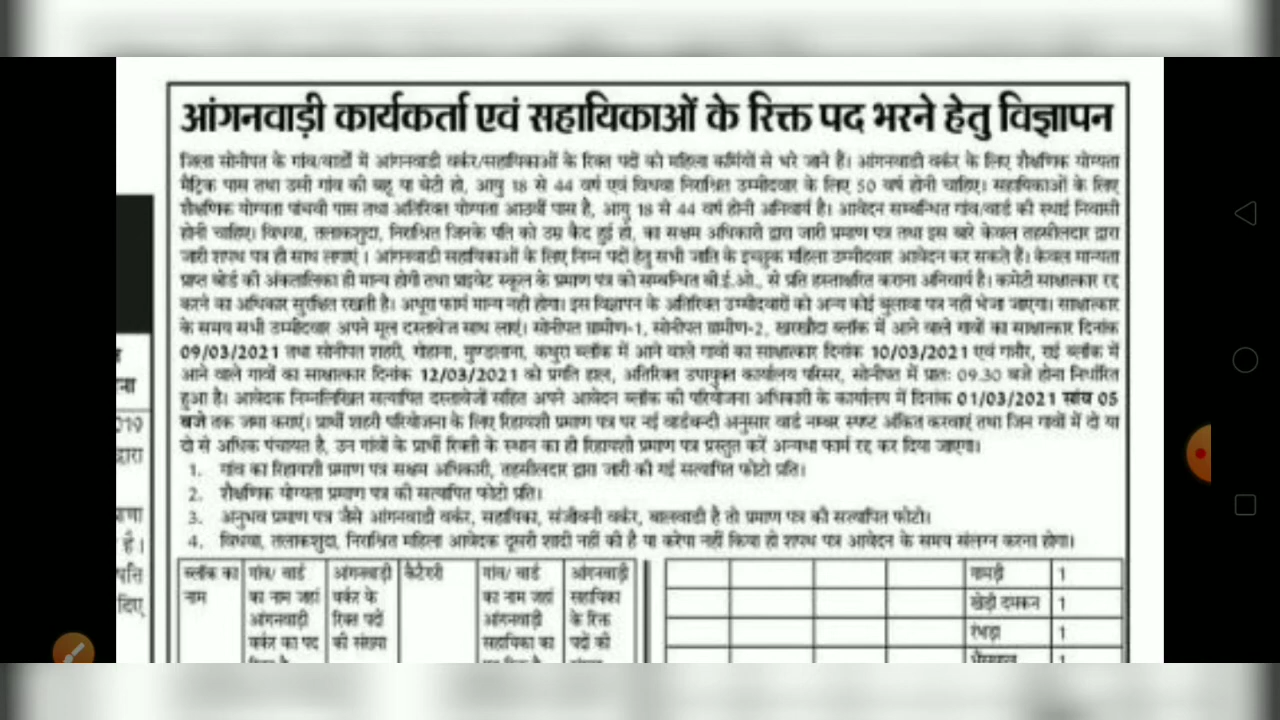 आंगनवाड़ी कार्यकर्ता एवं सहायिकाओं के रिक्त पद भरने हेतु विज्ञापन
जिला सोनीपत के गांव/वार्डों में आंगनवाडी वर्कर/सहायिकाओं के रिक्त पदों को महिला कर्मियों से भरे जाने हैं। आंगनवाडी वर्कर के लिए शैक्षणिक योग्यता
मैट्रिक पास तथा उसी गांव की बहू या बेटी हो, आयु 18 से 44 वर्ष एवं विधवा निराश्रित उम्मीदवार के लिए 50 वर्ष होनी चाहिए। सहायिकाओं के लिए
शैक्षणिक योग्यता पांचवी पास तथा अतिरिक्त योग्यता आठवीं पास है, आयु 18 से 44 वर्ष होनी अनिवार्य है। आवेदन सम्बन्धित गांव/वार्ड की स्थाई निवासी
होनी चाहिए। विधवा, तलाकशुदा, निराश्रित जिनके पति को उम्र कैद हुई हो, का सक्षम अधिकारी द्वारा जारी प्रमाण पत्र तथा इस बारे केवल तहसीलदार द्वारा
जारी शपथ पत्र ही साथ लगाएं। आंगनवाडी सहायिकाओं के लिए निम्न पदों हेतु सभी जाति के इच्छुक महिला उम्मीदवार आवेदन कर सकते हैं। केवल मान्यता
प्राप्त बोर्ड की अंकतालिका ही मान्य होगी तथा प्राइवेट स्कूल के प्रमाण पत्र को सम्बन्धित बी.ई.ओ., से प्रति हस्ताक्षरित कराना अनिवार्य है। कमेटी साक्षात्कार रद्द
करने का अधिकार सुरक्षित रखती है। अधूरा फार्म मान्य नही होगा। इस विज्ञापन के अतिरिक्त उम्मीदवारों को अन्य कोई बुलावा पत्र नहीं भेजा जाएगा। साक्षात्कार
के समय सभी उम्मीदवार अपने मूल दस्तावेज साथ लाएं। सोनीपत ग्रामीण-1, सोनीपत ग्रामीण-2, खरखौदा ब्लॉक में आने वाले गावों का साक्षात्कार दिनांक
09/03/2021 तथा सोनीपत शहरी, गोहाना, मुण्डलाना, कथुरा ब्लॉक में आने वाले गावों का साक्षात्कार दिनांक 10/03/2021 एवं गन्नौर, राई ब्लॉक में
आने वाले गावों का साक्षात्कार दिनांक 12/03/2021 को प्रगति हाल, अतिरिक्त उपायुक्त कार्यालय परिसर, सोनीपत में प्रातः 09.30 बजे होना निर्धारित
हुआ है। आवेदक निम्नलिखित सत्यापित दस्तावेजों सहित अपने आवेदन ब्लॉक की परियोजना अधिकारी के कार्यालय में दिनांक 01/03/2021 सांय 05
बजे तक जमा कराएं। प्रार्थी शहरी परियोजना के लिए रिहायशी प्रमाण पत्र पर नई वार्डबन्दी अनुसार वार्ड नम्बर स्पष्ट अंकित करवाएं तथा जिन गावों में दो या
दो से अधिक पंचायत है, उन गांवों के प्रार्थी रिक्ती के स्थान का ही रिहायशी प्रमाण पत्र प्रस्तुत करें अन्यथा फार्म रद्द कर दिया जाएगा।
1. गांव का रिहायशी प्रमाण पत्र सक्षम अधिकारी, तहसीलदार द्वारा जारी की गई सत्यापित फोटो प्रति।
2. शैक्षणिक योग्यता प्रमाण पत्र की सत्यापित फोटो प्रति।
3. अनुभव प्रमाण पत्र जैसे आंगनवाडी वर्कर, सहायिका, संजीवनी वर्कर, बालवाडी है तो प्रमाण पत्र की सत्यापित फोटो।
4. विधवा, तलाकशुदा, निराश्रित महिला आवेदक दूसरी शादी नहीं की है या करेवा नहीं किया हो शपथ पत्र आवेदन के समय संलग्न करना होगा।
ब्लॉक का नाम
गांव/ वार्ड का नाम जहां आंगनवाड़ी वर्कर का पद
आंगनवाड़ी वर्कर के रिक्त पदों की संख्या
कैटेगरी
गांव/ वार्ड का नाम जहां आंगनवाड़ी सहायिका का
आंगनवाड़ी सहायिका के रिक्त पदों की
नामड़ी 1
खेड़ी दमकन 1
रंभड़ा 1
1
2019
द्वारा
है।